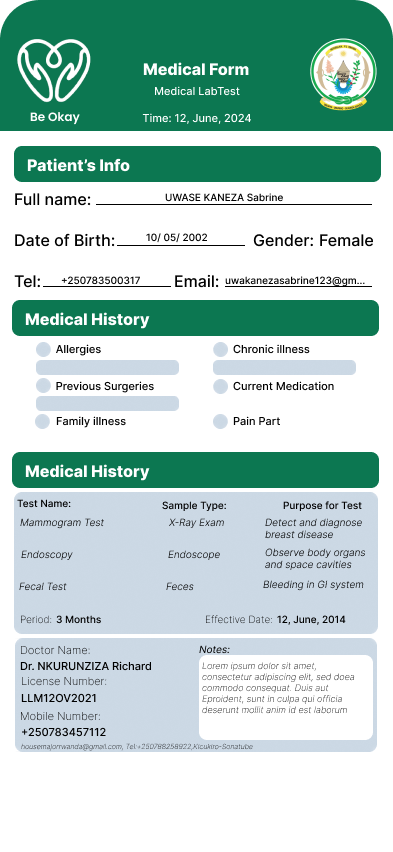 Be Okay
Medical Form
Medical LabTest
Time: 12, June, 2024
Patient's Info
Full name: UWASE KANEZA Sabrine
Date of Birth: 10/ 05/ 2002 Gender: Female
Tel: +250783500317 Email: uwakanezasabrine123@gm...
Medical History
Allergies Chronic illness
Previous Surgeries Current Medication
Family illness Pain Part
Medical History
Test Name: Sample Type: Purpose for Test
Mammogram Test X-Ray Exam Detect and diagnose
breast disease
Endoscopy Endoscope Observe body organs
and space cavities
Fecal Test Feces Bleeding in GI system
Period: 3 Months Effective Date: 12, June, 2014
Doctor Name:
Dr. NKURUNZIZA Richard
License Number:
LLM12OV2021
Mobile Number:
+250783457112
Notes:
Lorem ipsum dolor sit amet,
consectetur adipiscing elit, sed doea
commodo consequat. Duis aut
Eproident, sunt in culpa qui officia
deserunt mollit anim id est laborum
housemajorrwanda@gmail.com, Tel:+250788258922,Kicukiro-Sonatube